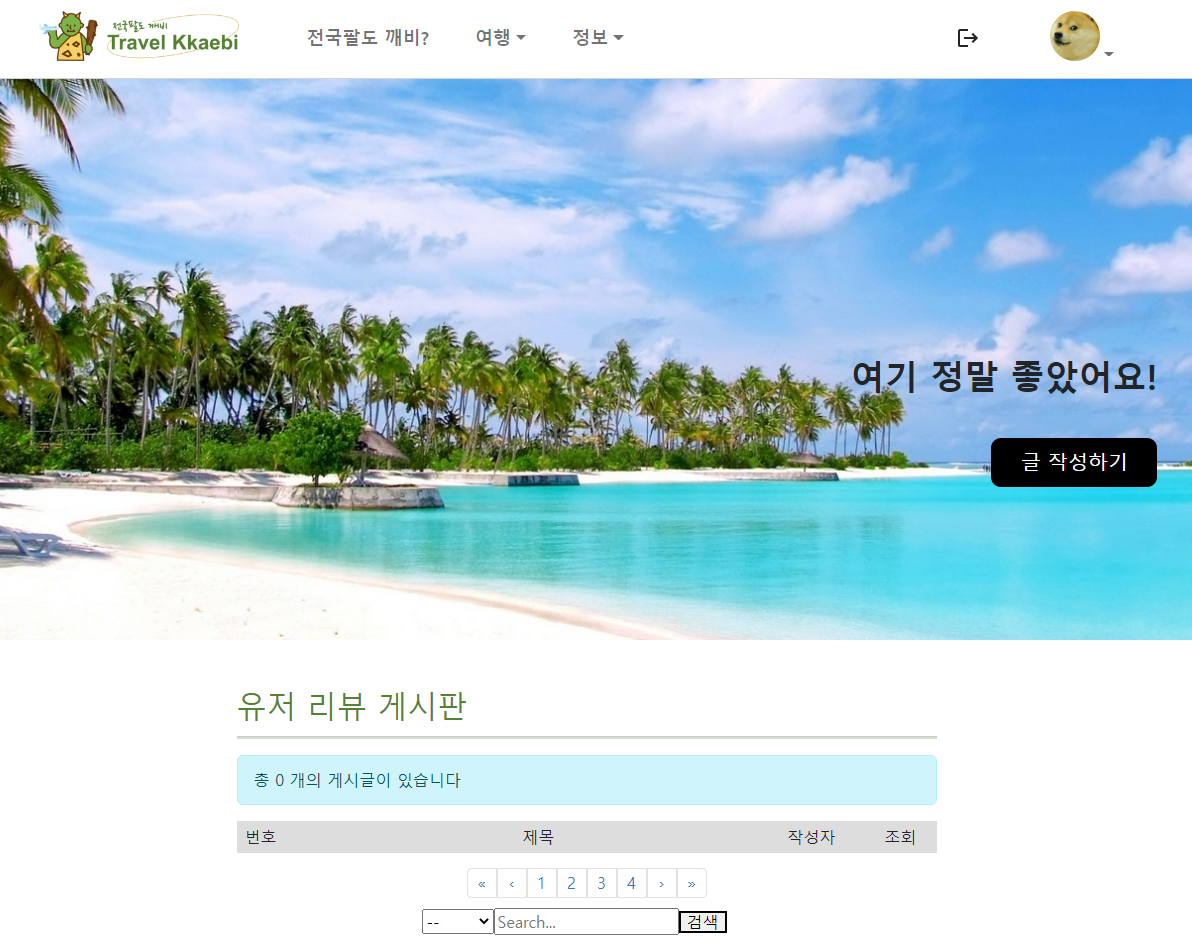 전국팔도 깨비
Travel Kkaebi
전국팔도 깨비? 여행 정보
여기 정말 좋았어요!
글 작성하기
유저 리뷰 게시판
총 0 개의 게시글이 있습니다
번호 제목 작성자 조회
« ‹ 1 2 3 4 › »
-- Search... 검색